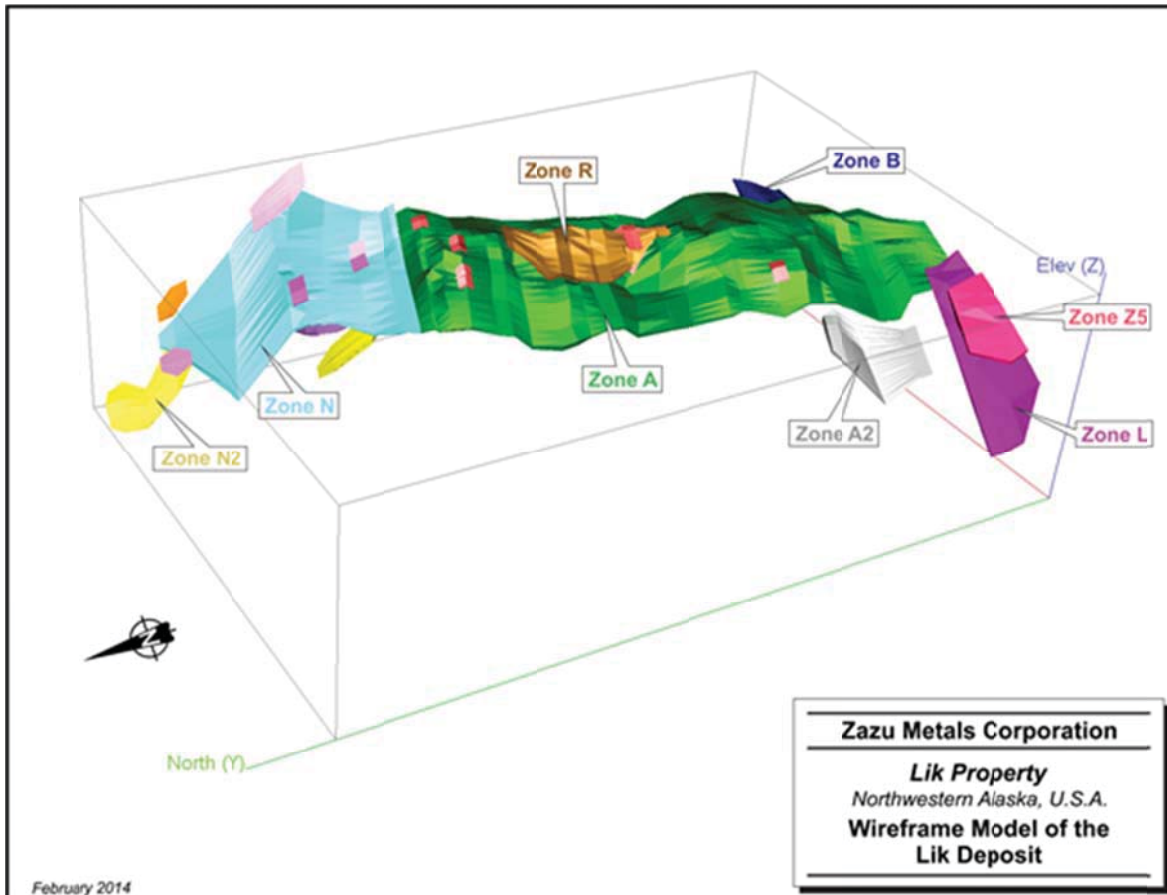 Zone R
Zone B
Elev (Z)
Zone Z5
Zone A
Zone N
Zone A2
Zone L
Zone N2
Z
North (Y)
Zazu Metals Corporation
Lik Property
Northwestern Alaska, U.S.A.
Wireframe Model of the
Lik Deposit
February 2014